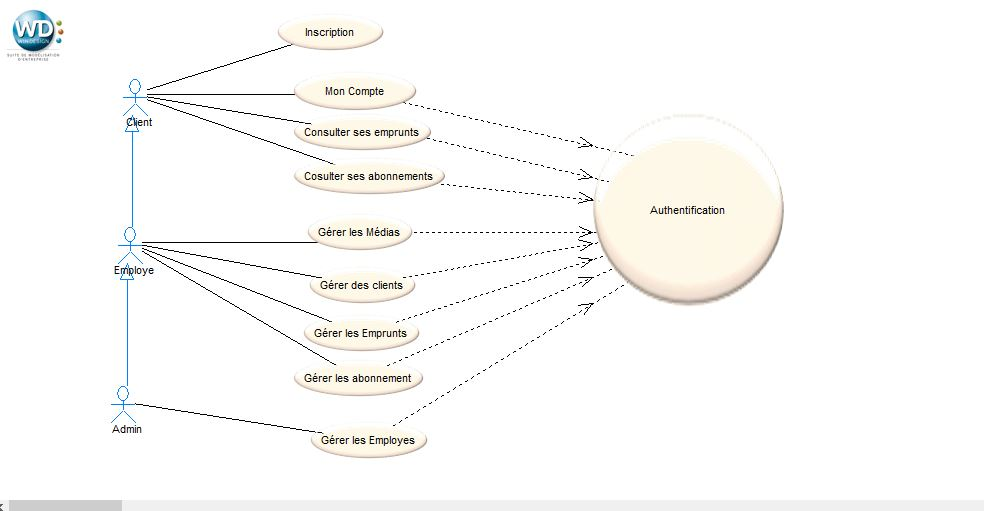 WD
WINDESIGN
SUITE DE MODÉLISATION
D'ENTREPRISE
Inscription
Mon Compte
Client
Consulter ses emprunts
Cosulter ses abonnements
Authentification
Gérer les Médias
Employe
Gérer des clients
Gérer les Emprunts
Gérer les abonnement
Admin
Gérer les Employes